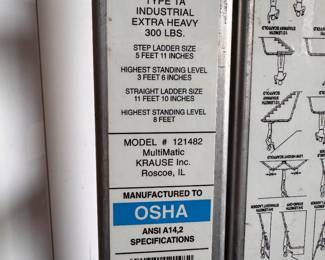 TYPE 1A
INDUSTRIAL
EXTRA HEAVY
300 LBS.
STEP LADDER SIZE
5 FEET 11 INCHES
HIGHEST STANDING LEVEL
3 FEET 6 INCHES
STRAIGHT LADDER SIZE
11 FEET 10 INCHES
HIGHEST STANDING LEVEL
8 FEET
MODEL # 121482
MultiMatic
KRAUSE Inc.
Roscoe, IL
MANUFACTURED TO
OSHA
ANSI A14,2
SPECIFICATIONS